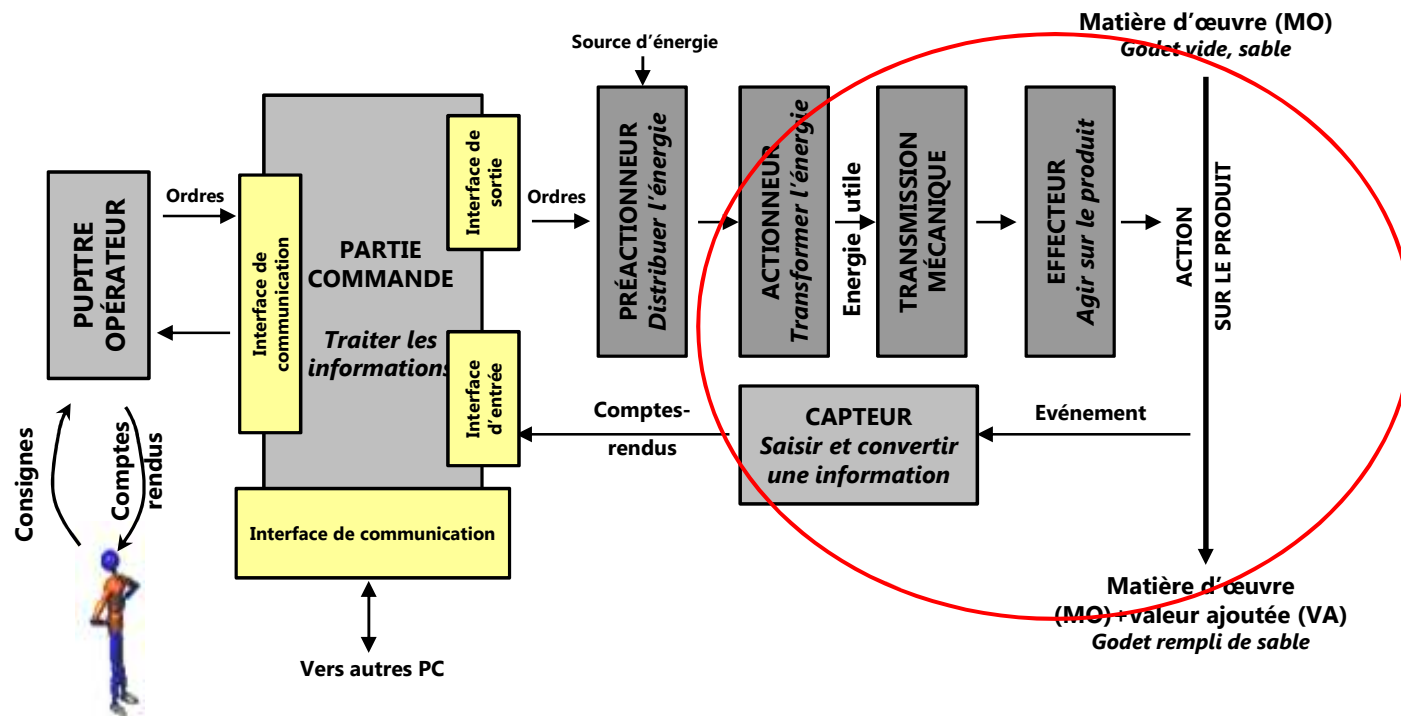 Matière d'œuvre (MO)
Godet vide, sable
Source d'énergie
PUPITRE
OPÉRATEUR
Ordres
Interface de
communication
PARTIE
COMMANDE
Traiter les
informations
Interface de
sortie
Interface
d'entrée
Ordres
PRÉACTIONNEUR
Distribuer l'énergie
ACTIONNEUR
Transformer l'énergie
Energie utile
TRANSMISSION
MÉCANIQUE
EFFECTEUR
Agir sur le produit
ACTION
SUR LE PRODUIT
Comptes-
rendus
CAPTEUR
Saisir et convertir
une information
Evénement
Consignes
Comptes
rendus
Interface de communication
Vers autres PC
Matière d'œuvre
(MO)+valeur ajoutée (VA)
Godet rempli de sable